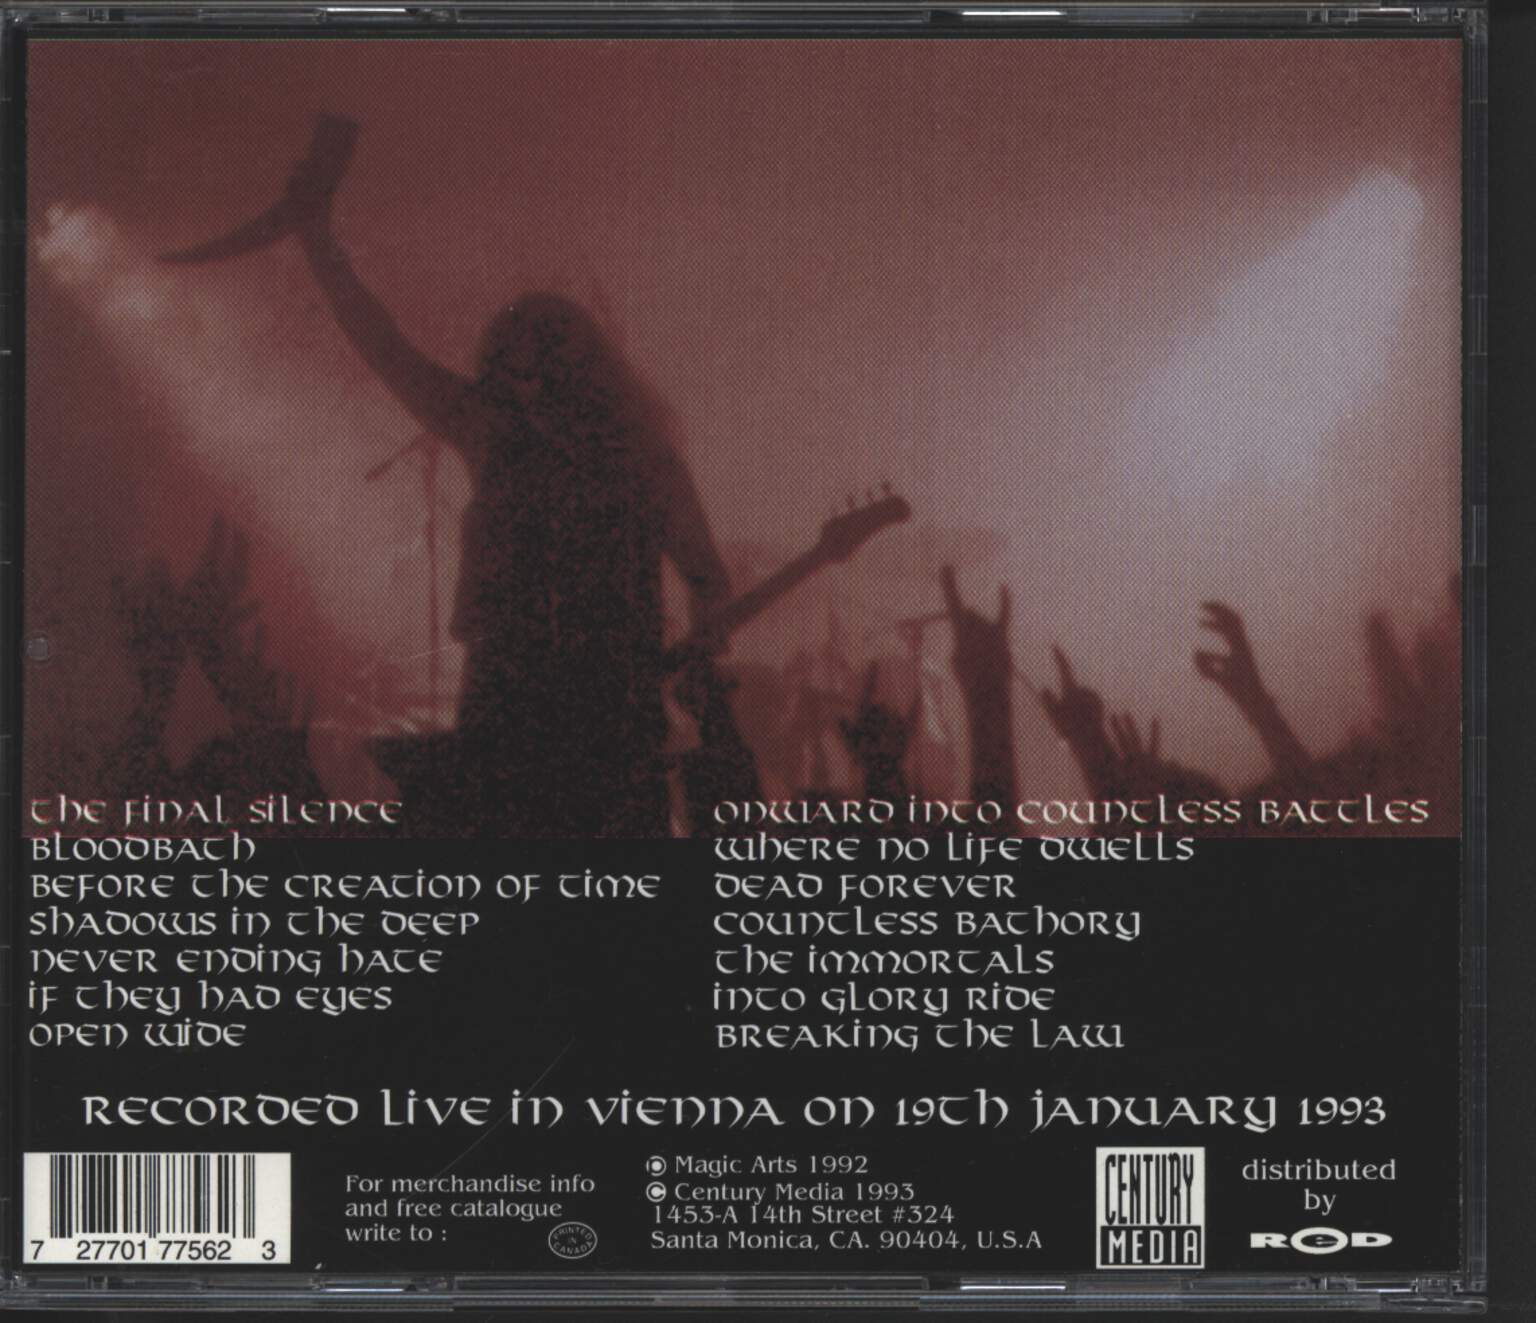 The Final Silence
Bloodbath
Before the Creation of Time
Shadows in the Deep
Never Ending Hate
If They Had Eyes
Open Wide
Onward into Countless Battles
Where No Life Dwells
Dead Forever
Countless Bathory
The Immortals
Into Glory Ride
Breaking the Law
Recorded Live in Vienna on 19th January 1993
7 27701 77562 3
For merchandise info
and free catalogue
write to :
PRINTED
IN
CANADA
℗ Magic Arts 1992
© Century Media 1993
1453-A 14th Street #324
Santa Monica, CA. 90404, U.S.A
CENTURY
MEDIA
distributed
by
RED